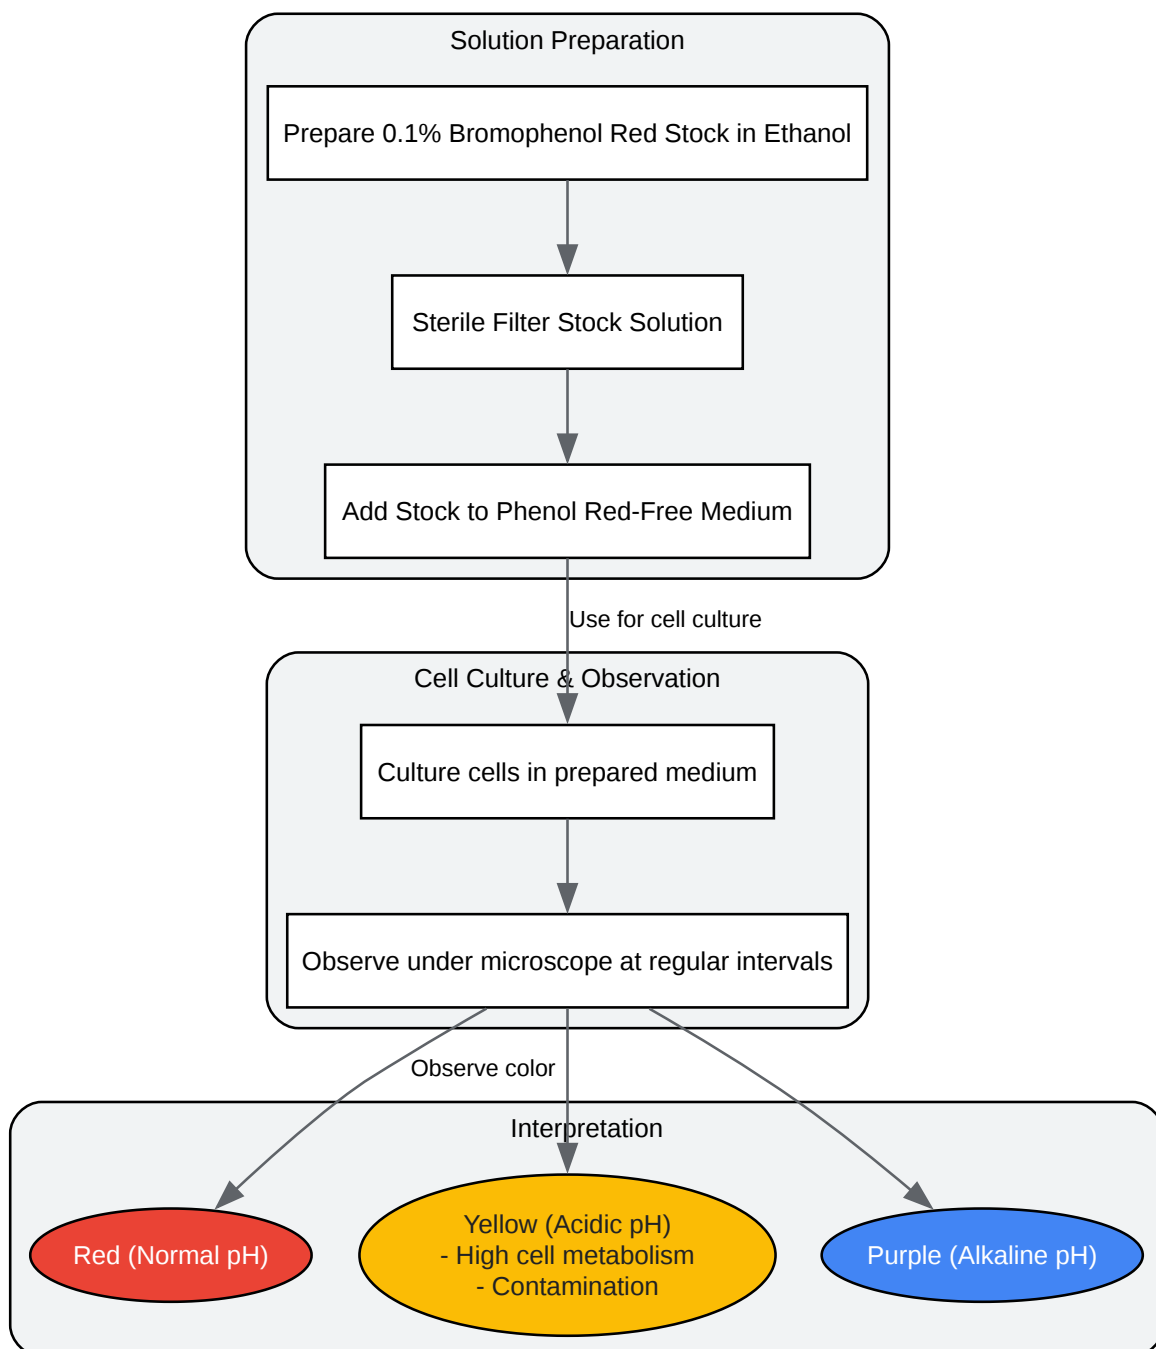 Solution Preparation
Prepare 0.1% Bromophenol Red Stock in Ethanol
Sterile Filter Stock Solution
Add Stock to Phenol Red-Free Medium
Use for cell culture
Cell Culture & Observation
Culture cells in prepared medium
Observe under microscope at regular intervals
Observe color
Interpretation
Red (Normal pH)
Yellow (Acidic pH)
- High cell metabolism
- Contamination
Purple (Alkaline pH)